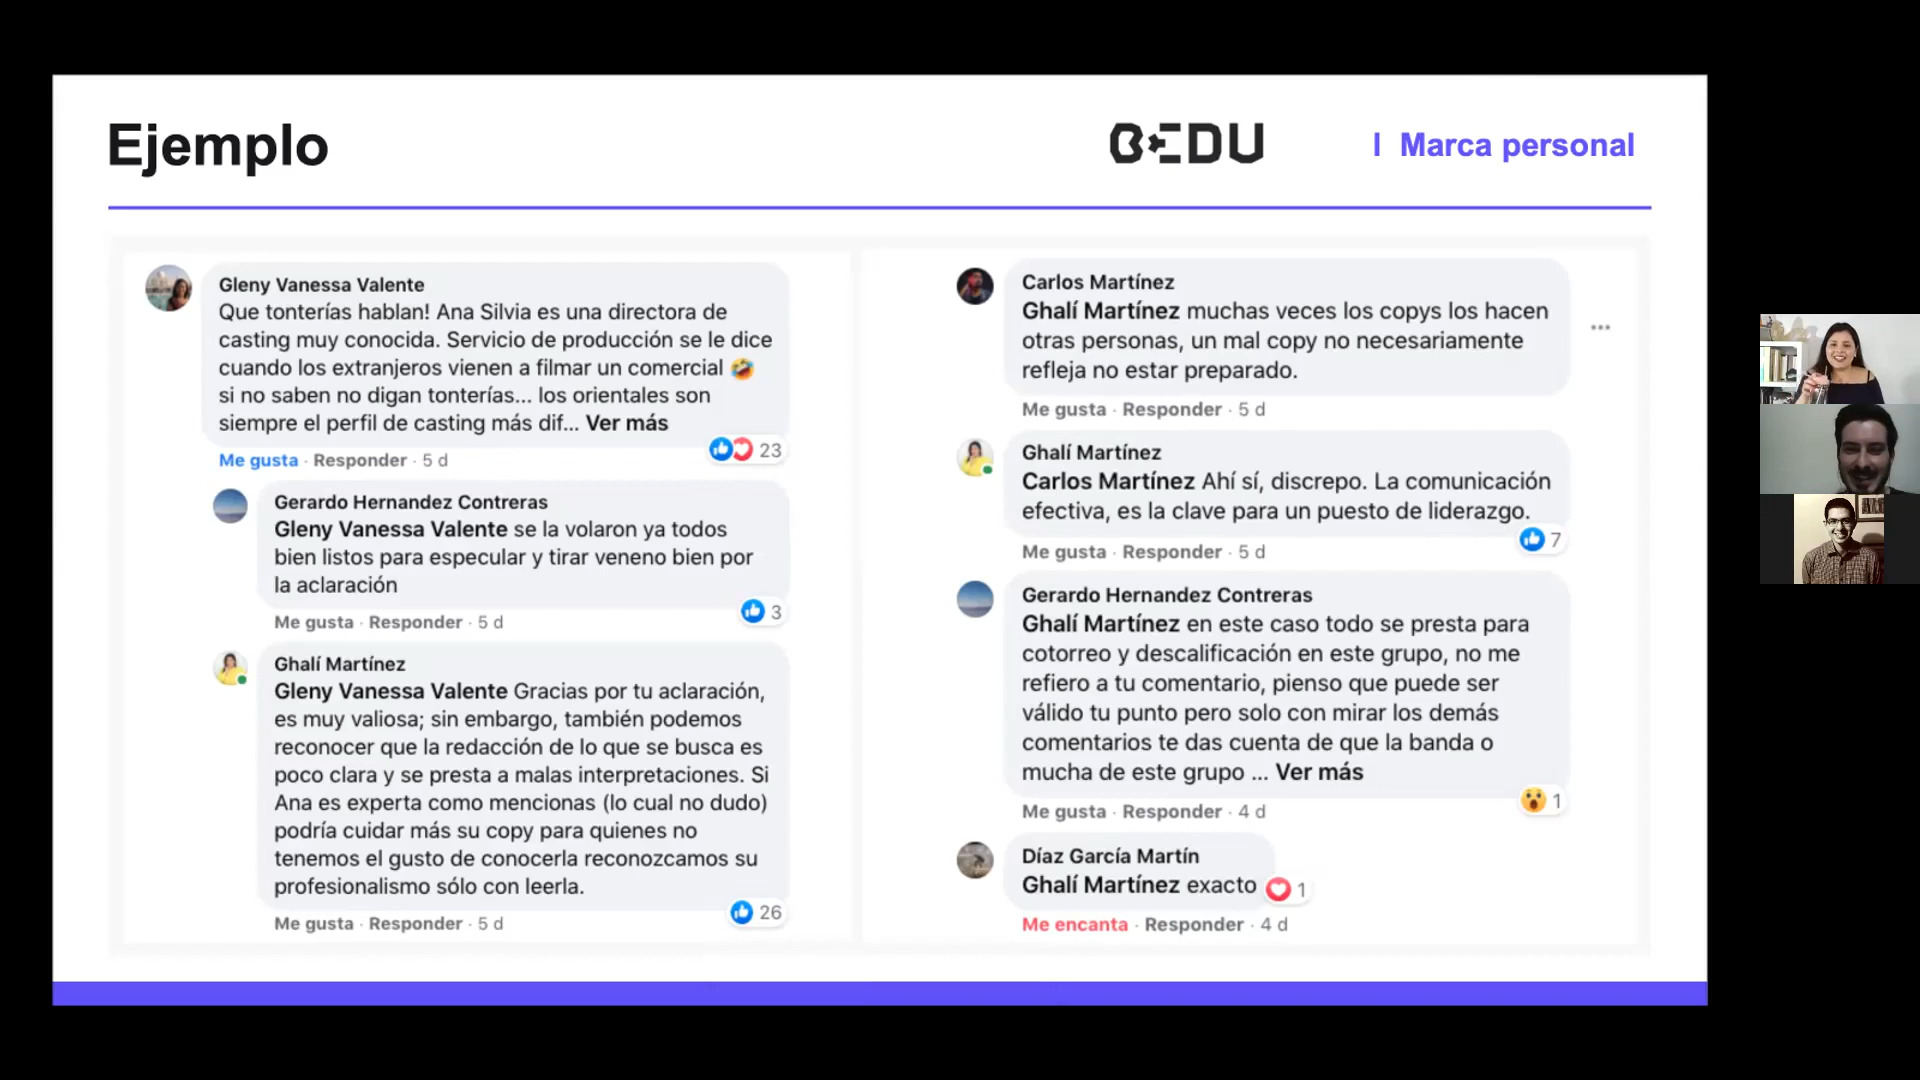 Ejemplo
BEDU
| Marca personal
Gleny Vanessa Valente
Que tonterías hablan! Ana Silvia es una directora de
casting muy conocida. Servicio de producción se le dice
cuando los extranjeros vienen a filmar un comercial 🤣
si no saben no digan tonterías... los orientales son
siempre el perfil de casting más dif... Ver más
23
Me gusta · Responder · 5 d
Gerardo Hernandez Contreras
Gleny Vanessa Valente se la volaron ya todos
bien listos para especular y tirar veneno bien por
la aclaración
3
Me gusta · Responder · 5 d
Ghalí Martínez
Gleny Vanessa Valente Gracias por tu aclaración,
es muy valiosa; sin embargo, también podemos
reconocer que la redacción de lo que se busca es
poco clara y se presta a malas interpretaciones. Si
Ana es experta como mencionas (lo cual no dudo)
podría cuidar más su copy para quienes no
tenemos el gusto de conocerla reconozcamos su
profesionalismo sólo con leerla.
26
Me gusta · Responder · 5 d
Carlos Martínez
Ghalí Martínez muchas veces los copys los hacen
otras personas, un mal copy no necesariamente
refleja no estar preparado.
Me gusta · Responder · 5 d
Ghalí Martínez
Carlos Martínez Ahí sí, discrepo. La comunicación
efectiva, es la clave para un puesto de liderazgo.
7
Me gusta · Responder · 5 d
Gerardo Hernandez Contreras
Ghalí Martínez en este caso todo se presta para
cotorreo y descalificación en este grupo, no me
refiero a tu comentario, pienso que puede ser
válido tu punto pero solo con mirar los demás
comentarios te das cuenta de que la banda o
mucha de este grupo ... Ver más
1
Me gusta · Responder · 4 d
Díaz García Martín
Ghalí Martínez exacto
1
Me encanta · Responder · 4 d